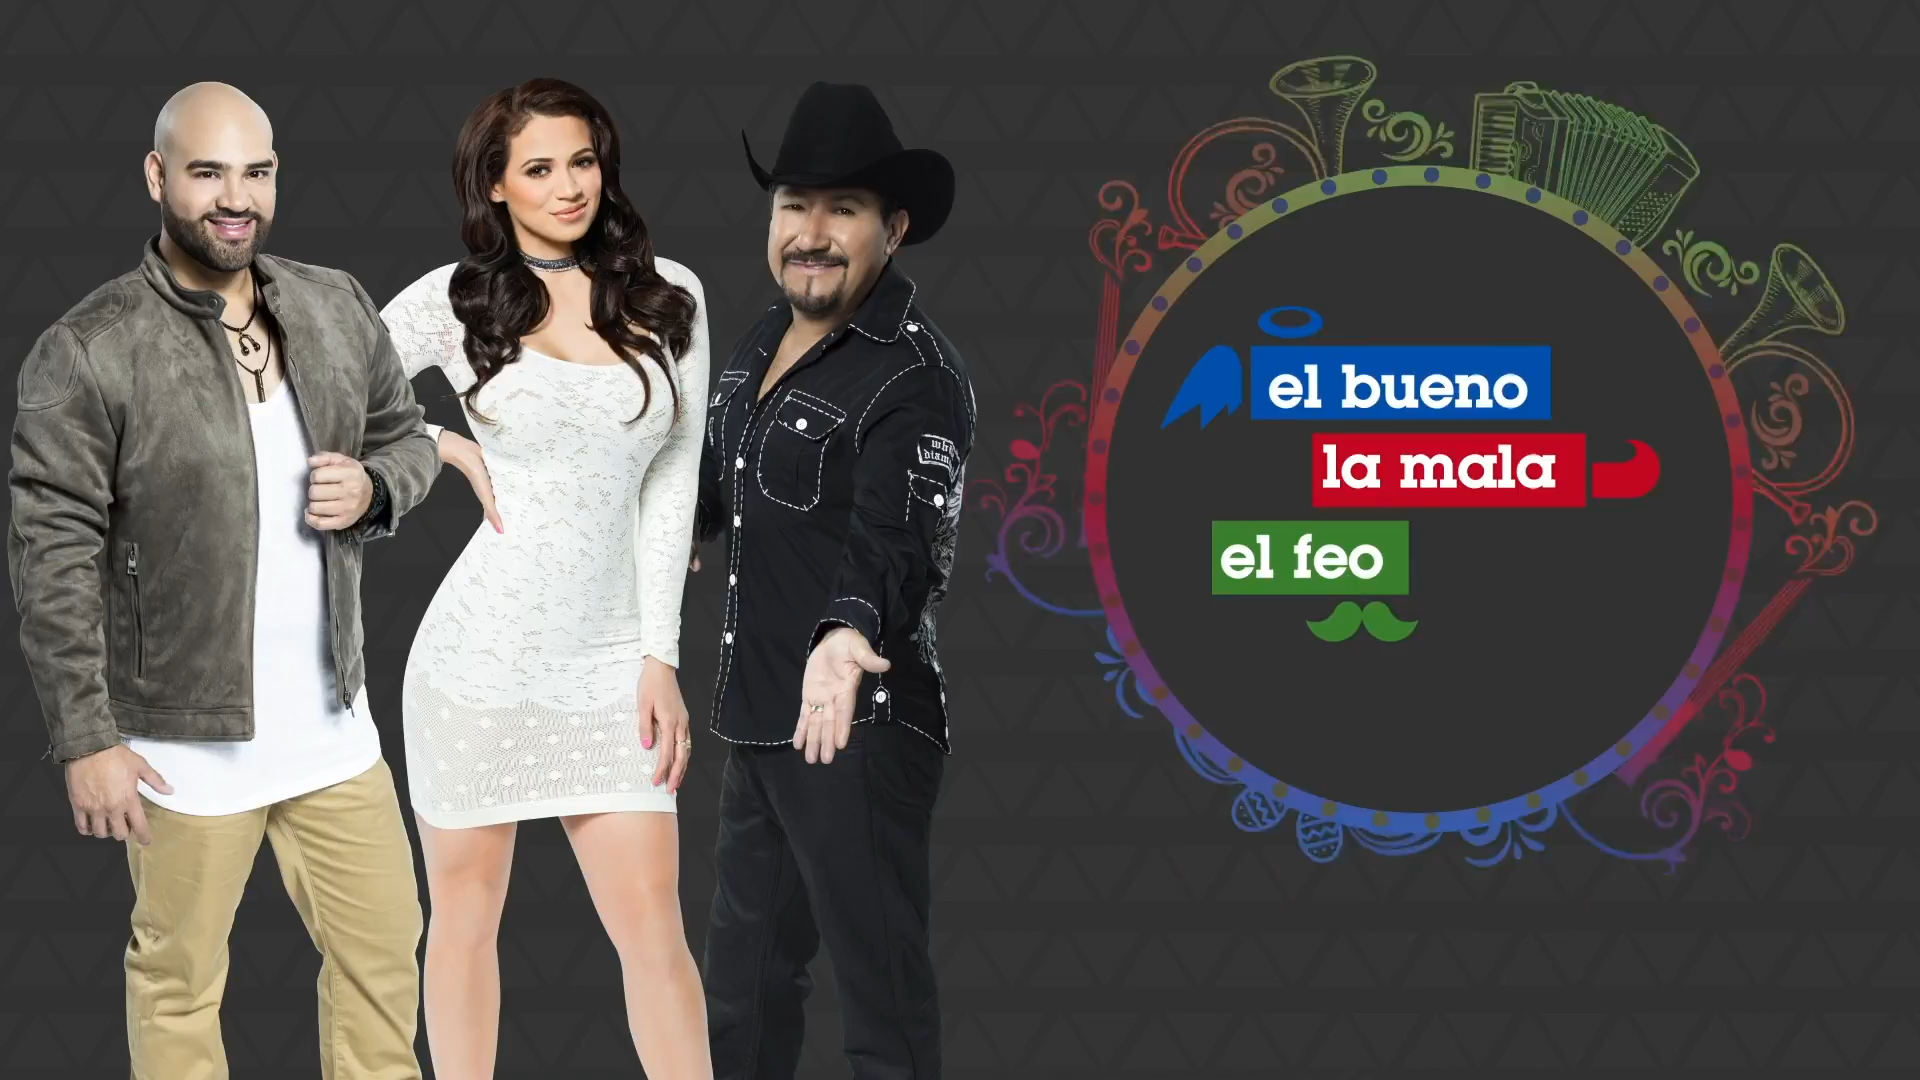 el bueno
la mala
el feo